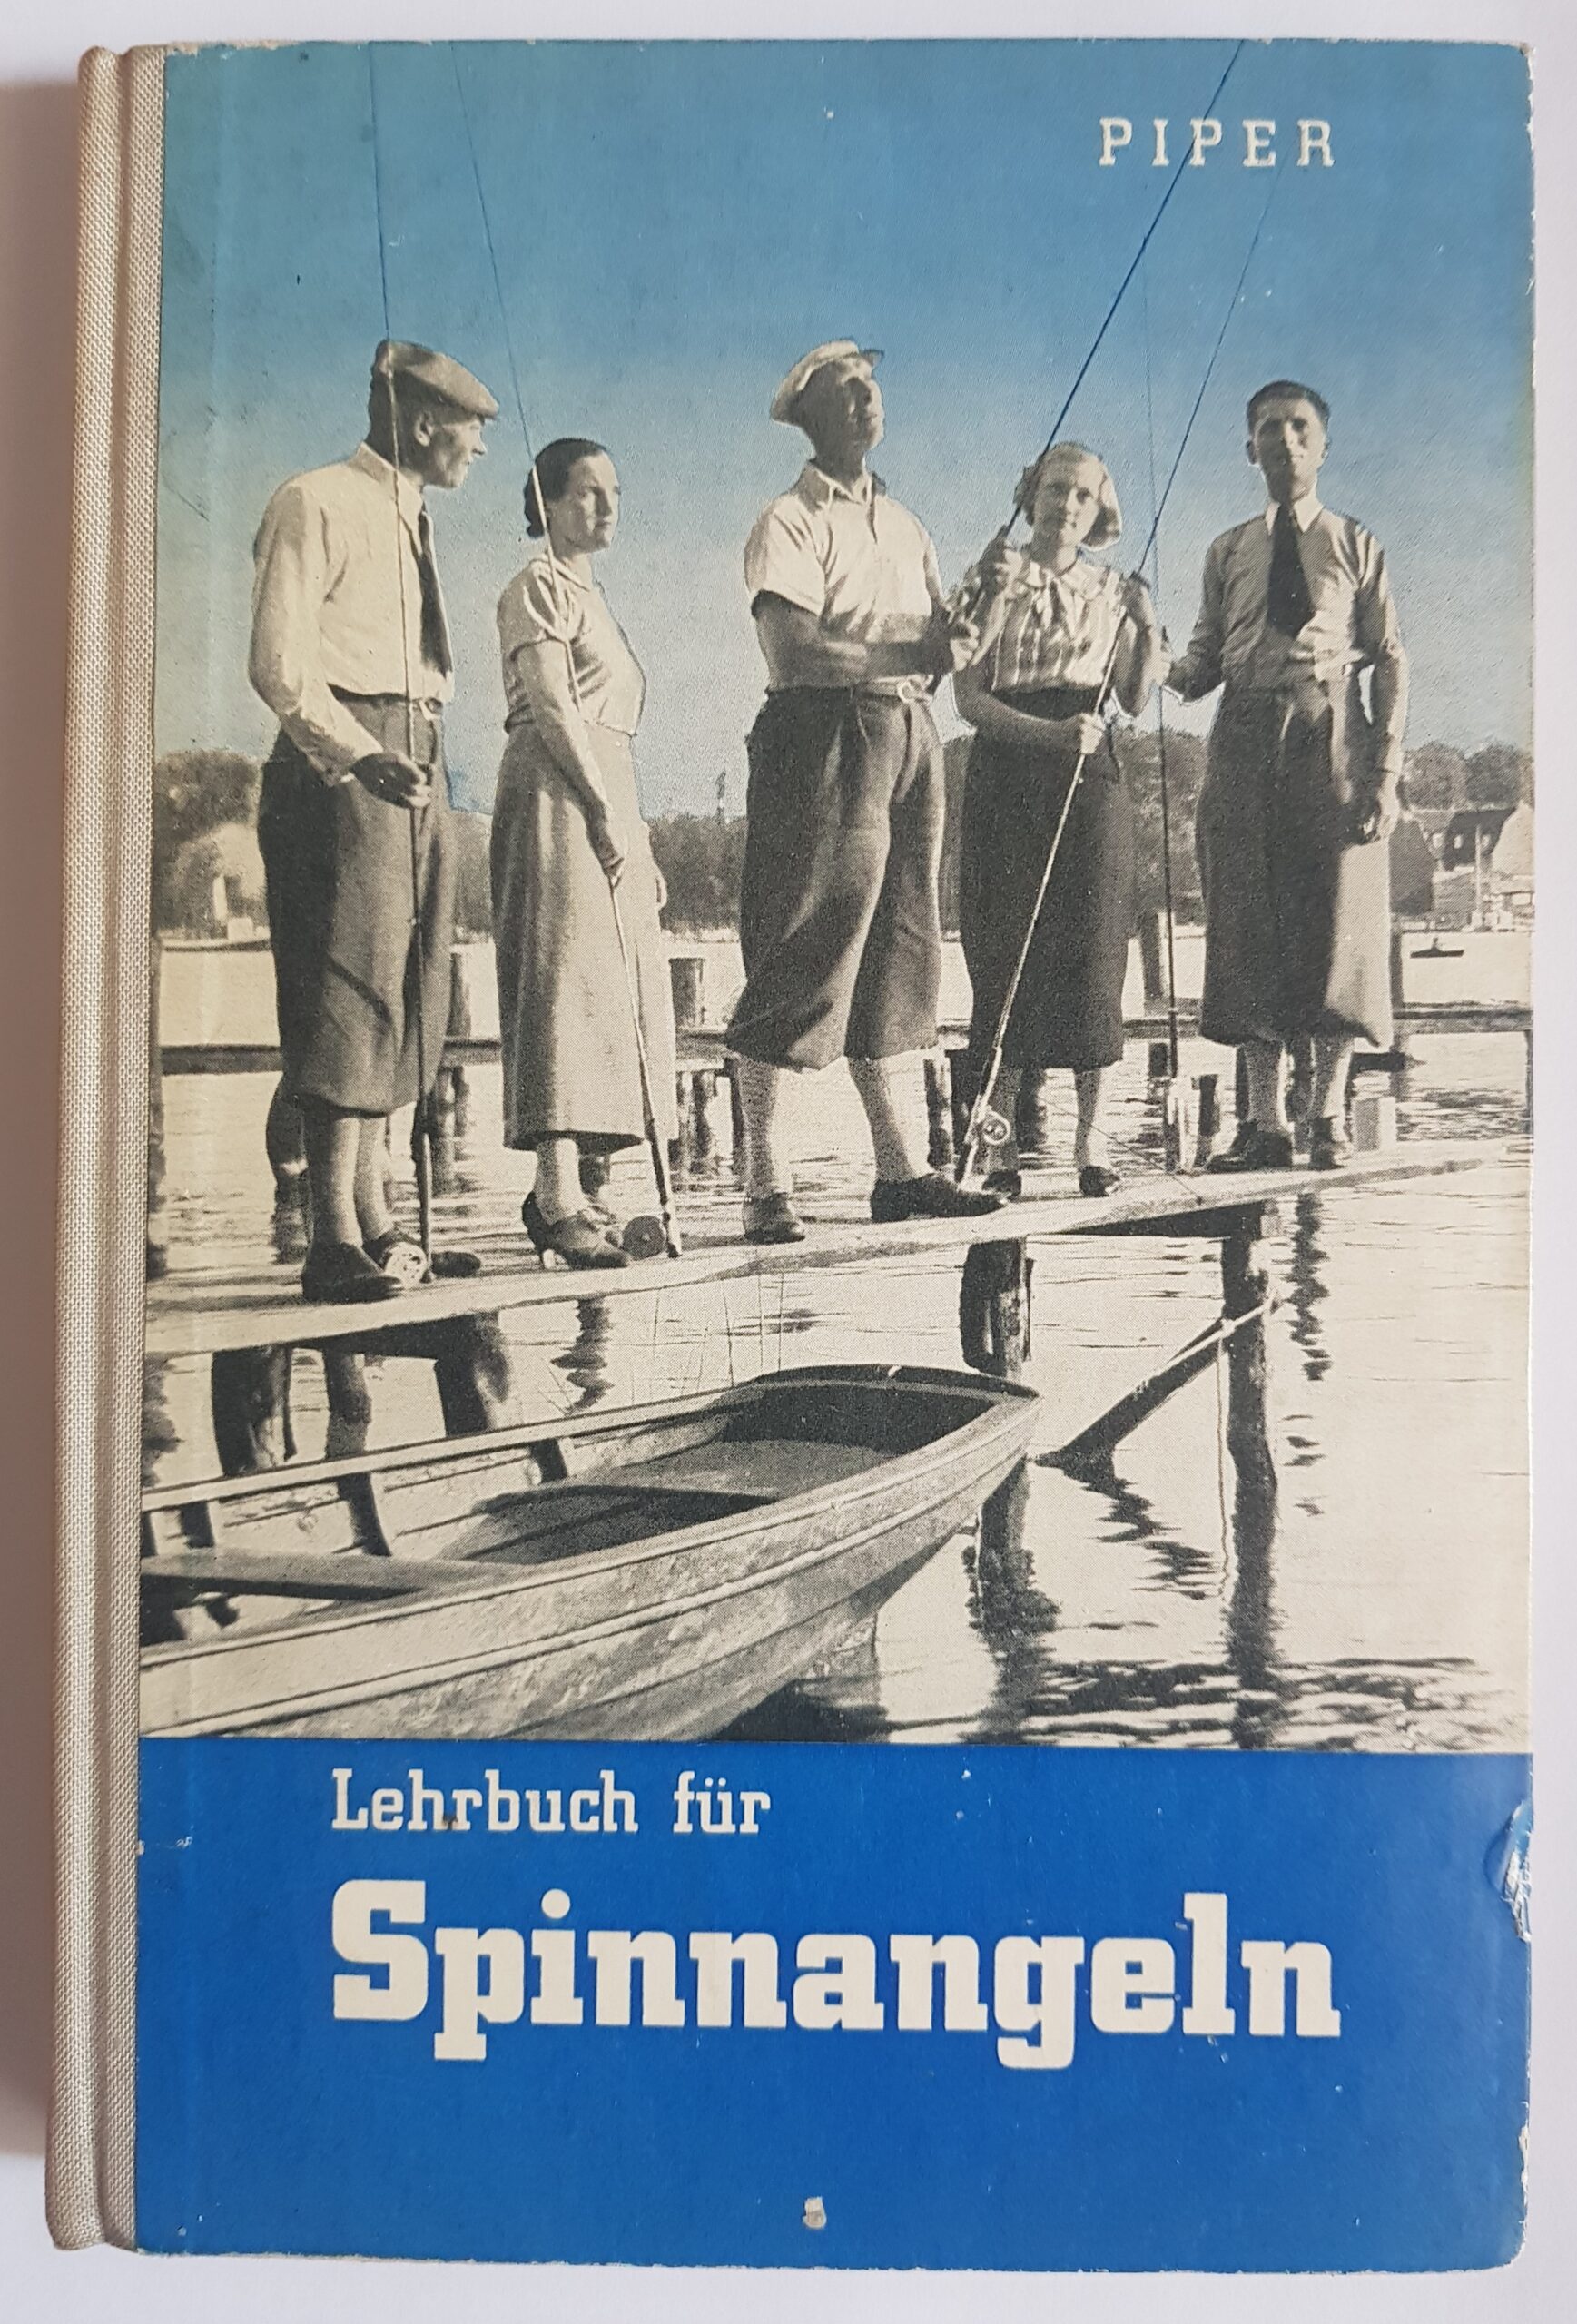 PIPER
Lehrbuch für
Spinnangeln